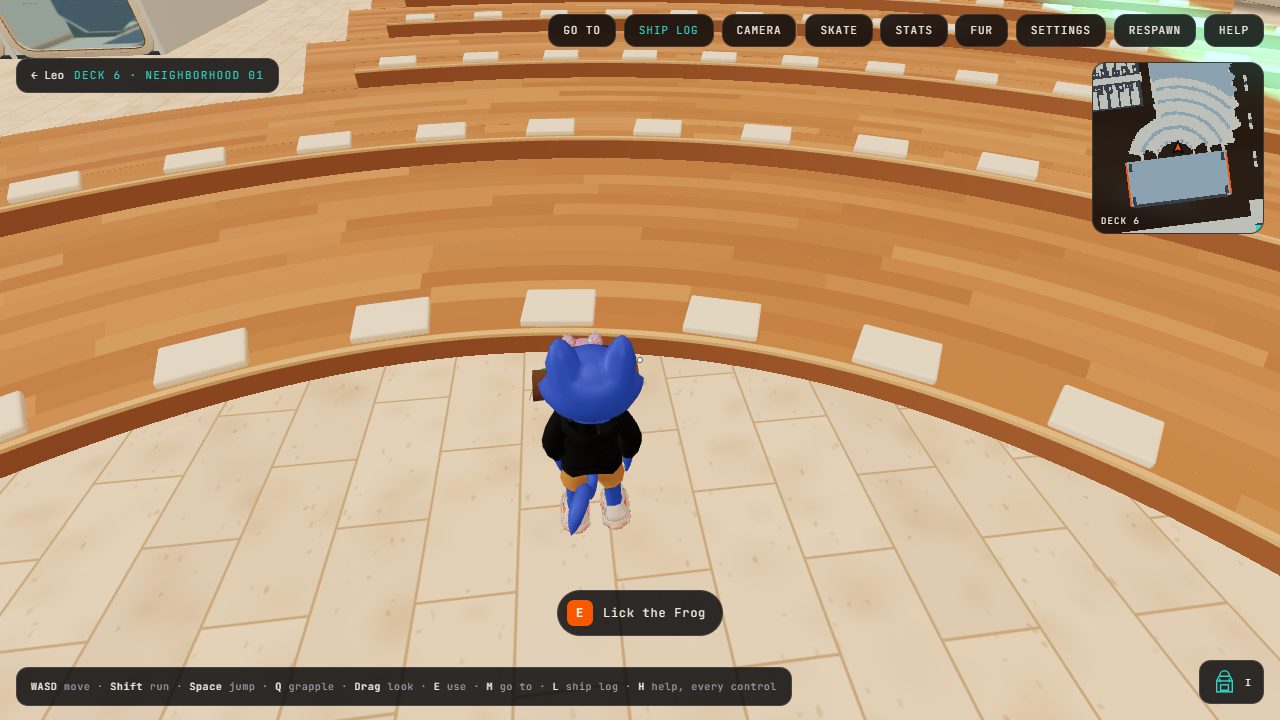 GO TO
SHIP LOG
CAMERA
SKATE
STATS
FUR
SETTINGS
RESPAWN
HELP
← Leo DECK 6 · NEIGHBORHOOD 01
DECK 6
E Lick the Frog
WASD move · Shift run · Space jump · Q grapple · Drag look · E use · M go to · L ship log · H help, every control
I